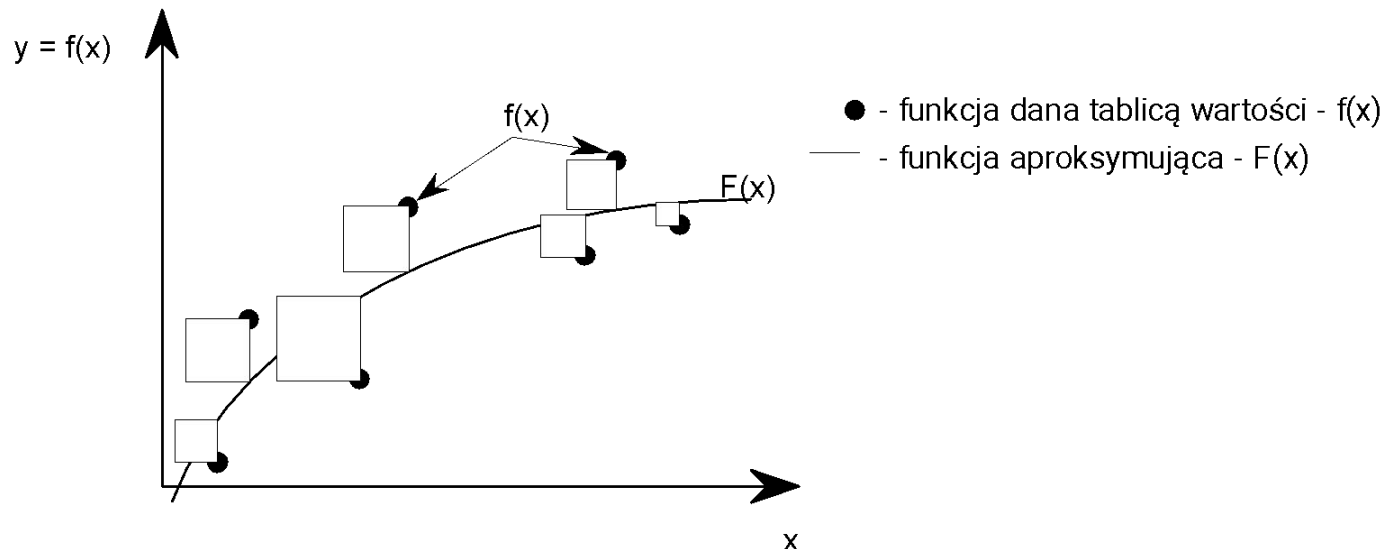 y = f(x)
f(x)
F(x)
x
- funkcja dana tablicą wartości - f(x)
- funkcja aproksymująca - F(x)